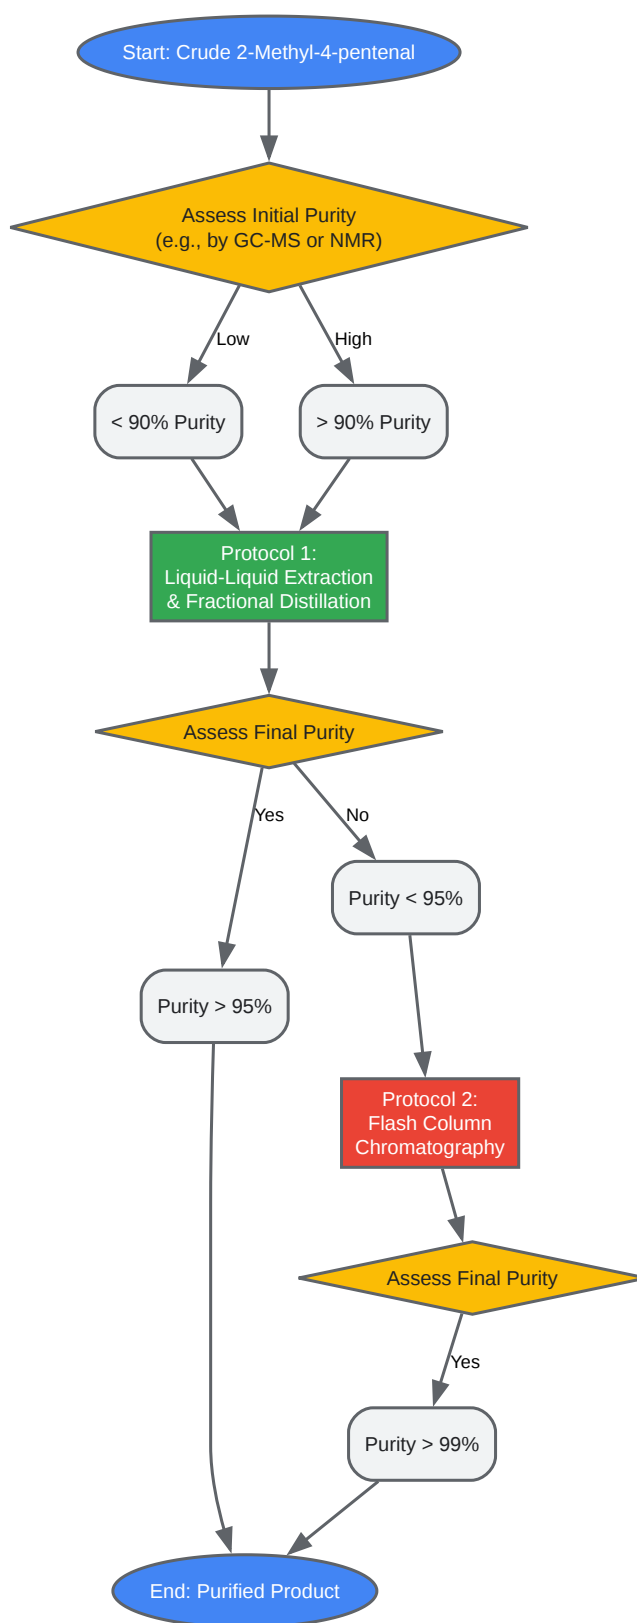 Start: Crude 2-Methyl-4-pentenal
Assess Initial Purity
(e.g., by GC-MS or NMR)
Low
High
< 90% Purity
> 90% Purity
Protocol 1:
Liquid-Liquid Extraction
& Fractional Distillation
Assess Final Purity
Yes
No
Purity < 95%
Purity > 95%
Protocol 2:
Flash Column
Chromatography
Assess Final Purity
Yes
Purity > 99%
End: Purified Product